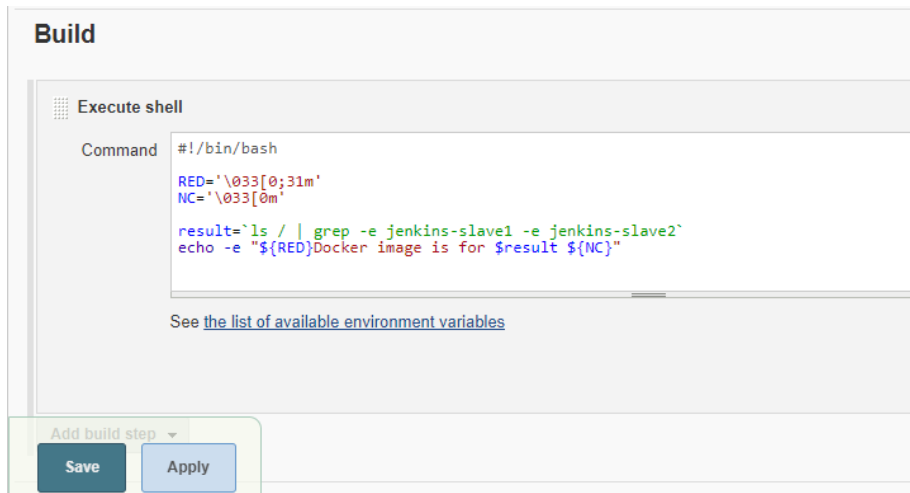 Build
Execute shell
Command
#!/bin/bash
RED='\033[0;31m'
NC='\033[0m'
result=`ls / | grep -e jenkins-slave1 -e jenkins-slave2`
echo -e "${RED}Docker image is for $result ${NC}"
See the list of available environment variables
Add build step
Save
Apply